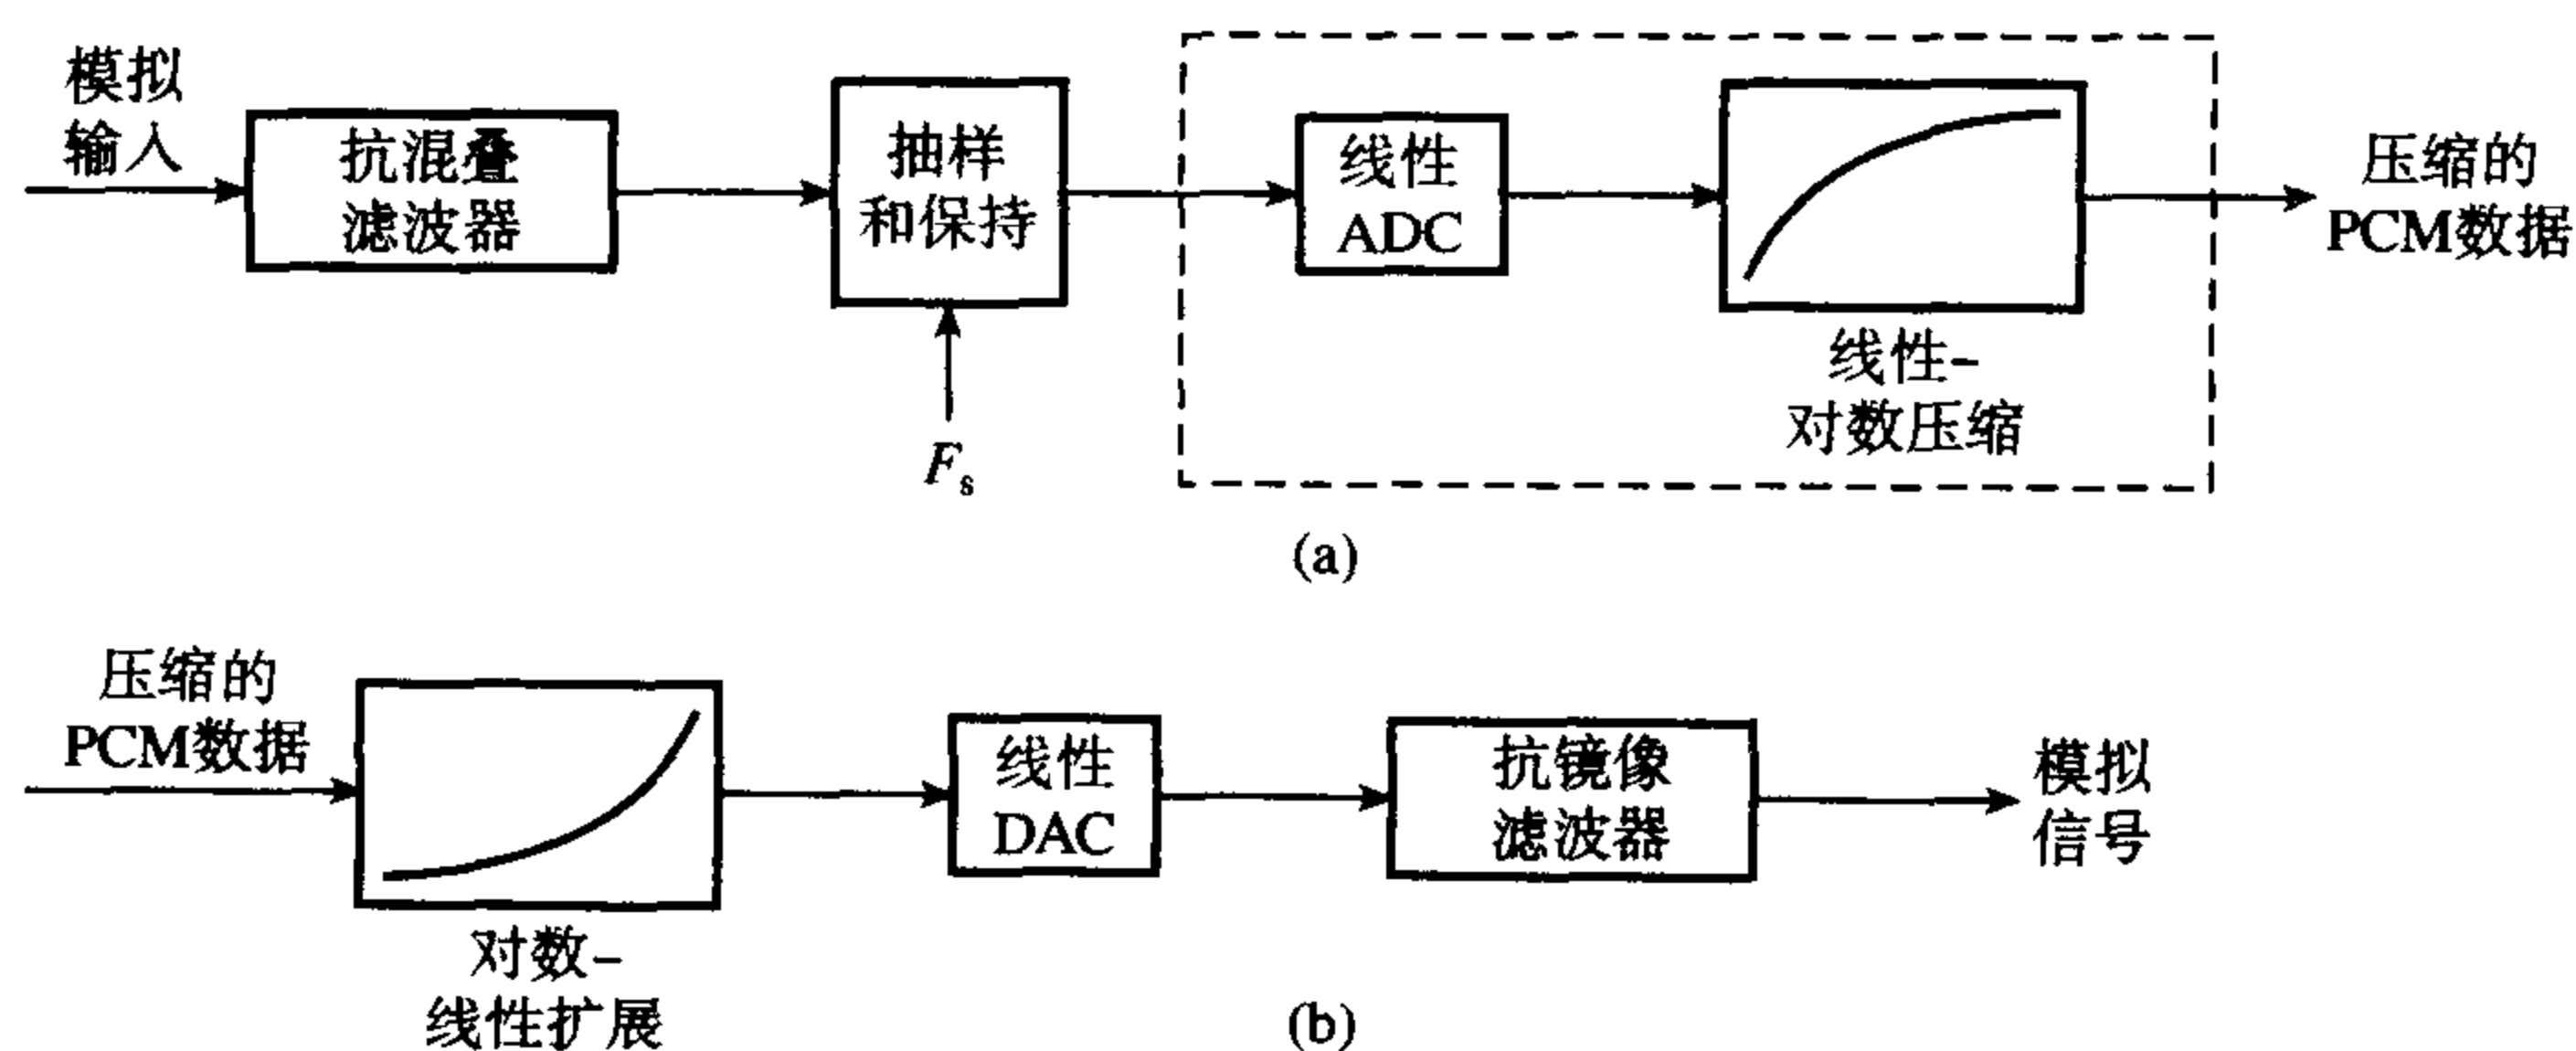 模拟
输入
抗混叠
滤波器
抽样
和保持
F_s
线性
ADC
线性-
对数压缩
压缩的
PCM数据
(a)
压缩的
PCM数据
对数-
线性扩展
线性
DAC
抗镜像
滤波器
模拟
信号
(b)